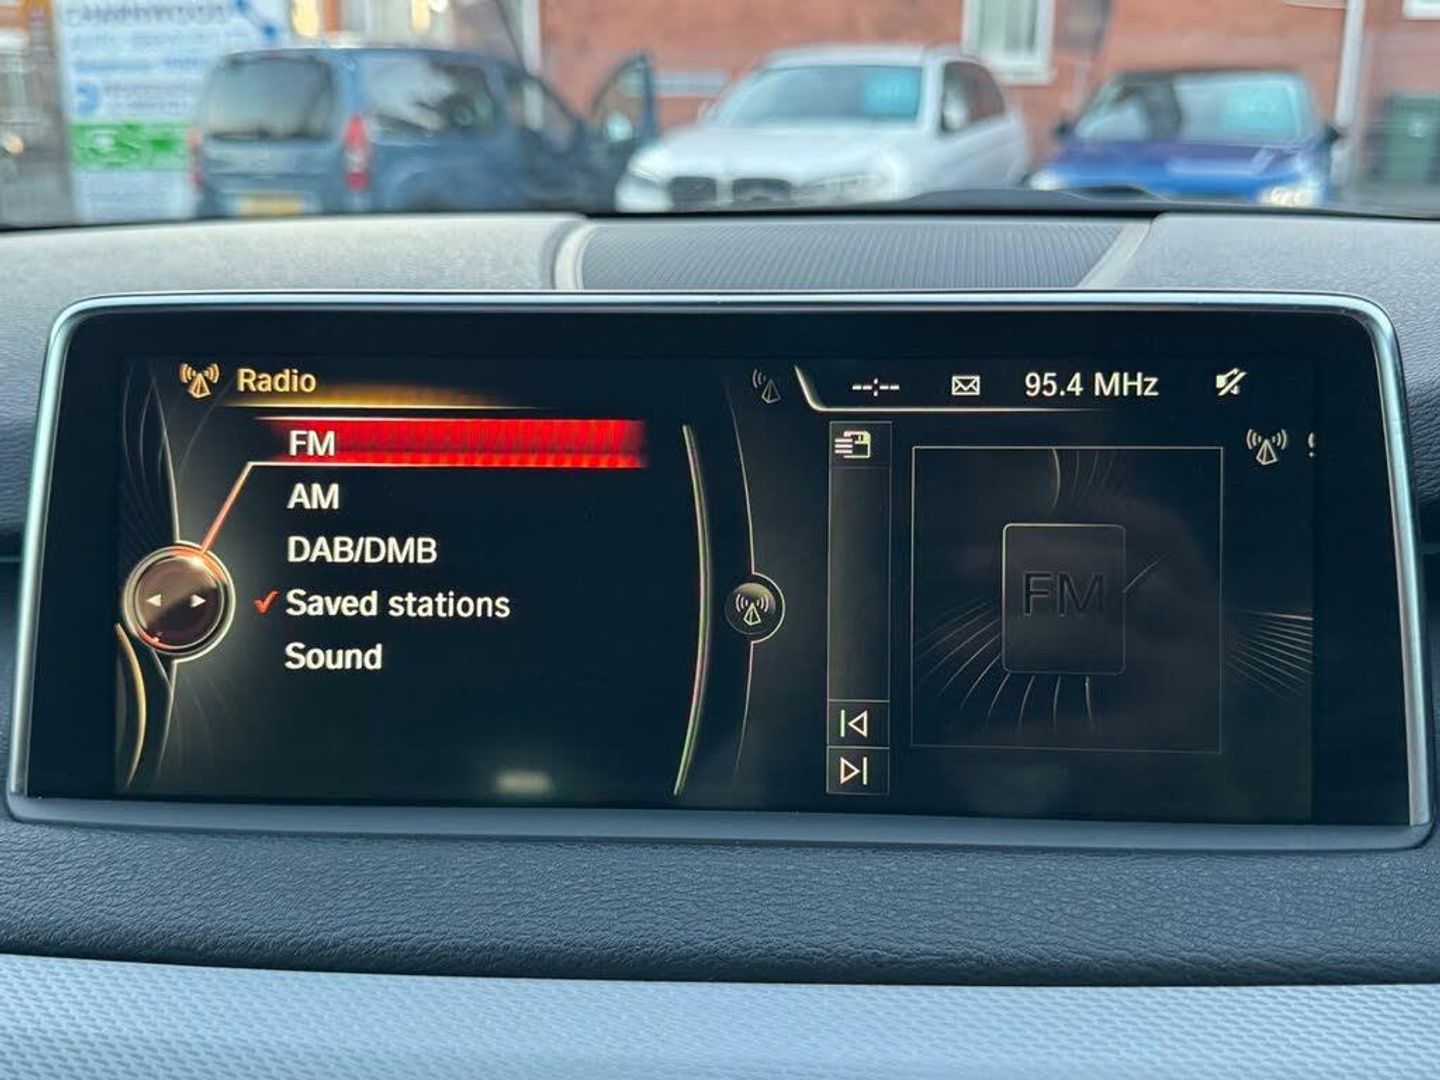 Radio
--:-- 95.4 MHz
FM
AM
DAB/DMB
Saved stations
Sound
FM